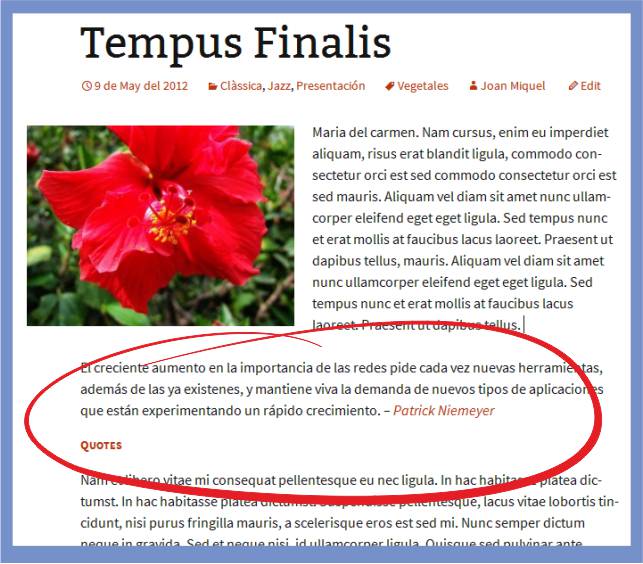 Tempus Finalis
9 de May del 2012 Clàssica, Jazz, Presentación Vegetales Joan Miquel Edit
Maria del carmen. Nam cursus, enim eu imperdiet
aliquam, risus erat blandit ligula, commodo con-
sectetur orci est sed commodo consectetur orci est
sed mauris. Aliquam vel diam sit amet nunc ullam-
corper eleifend eget eget ligula. Sed tempus nunc
et erat mollis at faucibus lacus laoreet. Praesent ut
dapibus tellus, mauris. Aliquam vel diam sit amet
nunc ullamcorper eleifend eget eget ligula. Sed
tempus nunc et erat mollis at faucibus lacus
laoreet. Praesent ut dapibus tellus.
El creciente aumento en la importancia de las redes pide cada vez nuevas herramientas,
además de las ya existenes, y mantiene viva la demanda de nuevos tipos de aplicaciones
que están experimentando un rápido crecimiento. – Patrick Niemeyer
Quotes
Nam et libero vitae mi consequat pellentesque eu nec ligula. In hac habitasse platea dic-
tumst. In hac habitasse platea dictumst. Suspendisse pellentesque, lacus vitae lobortis tin-
cidunt, nisi purus fringilla mauris, a scelerisque eros est sed mi. Nunc semper dictum
neque in gravida. Sed et neque nisi, id ullamcorper ligula. Quisque sed pulvinar ante.